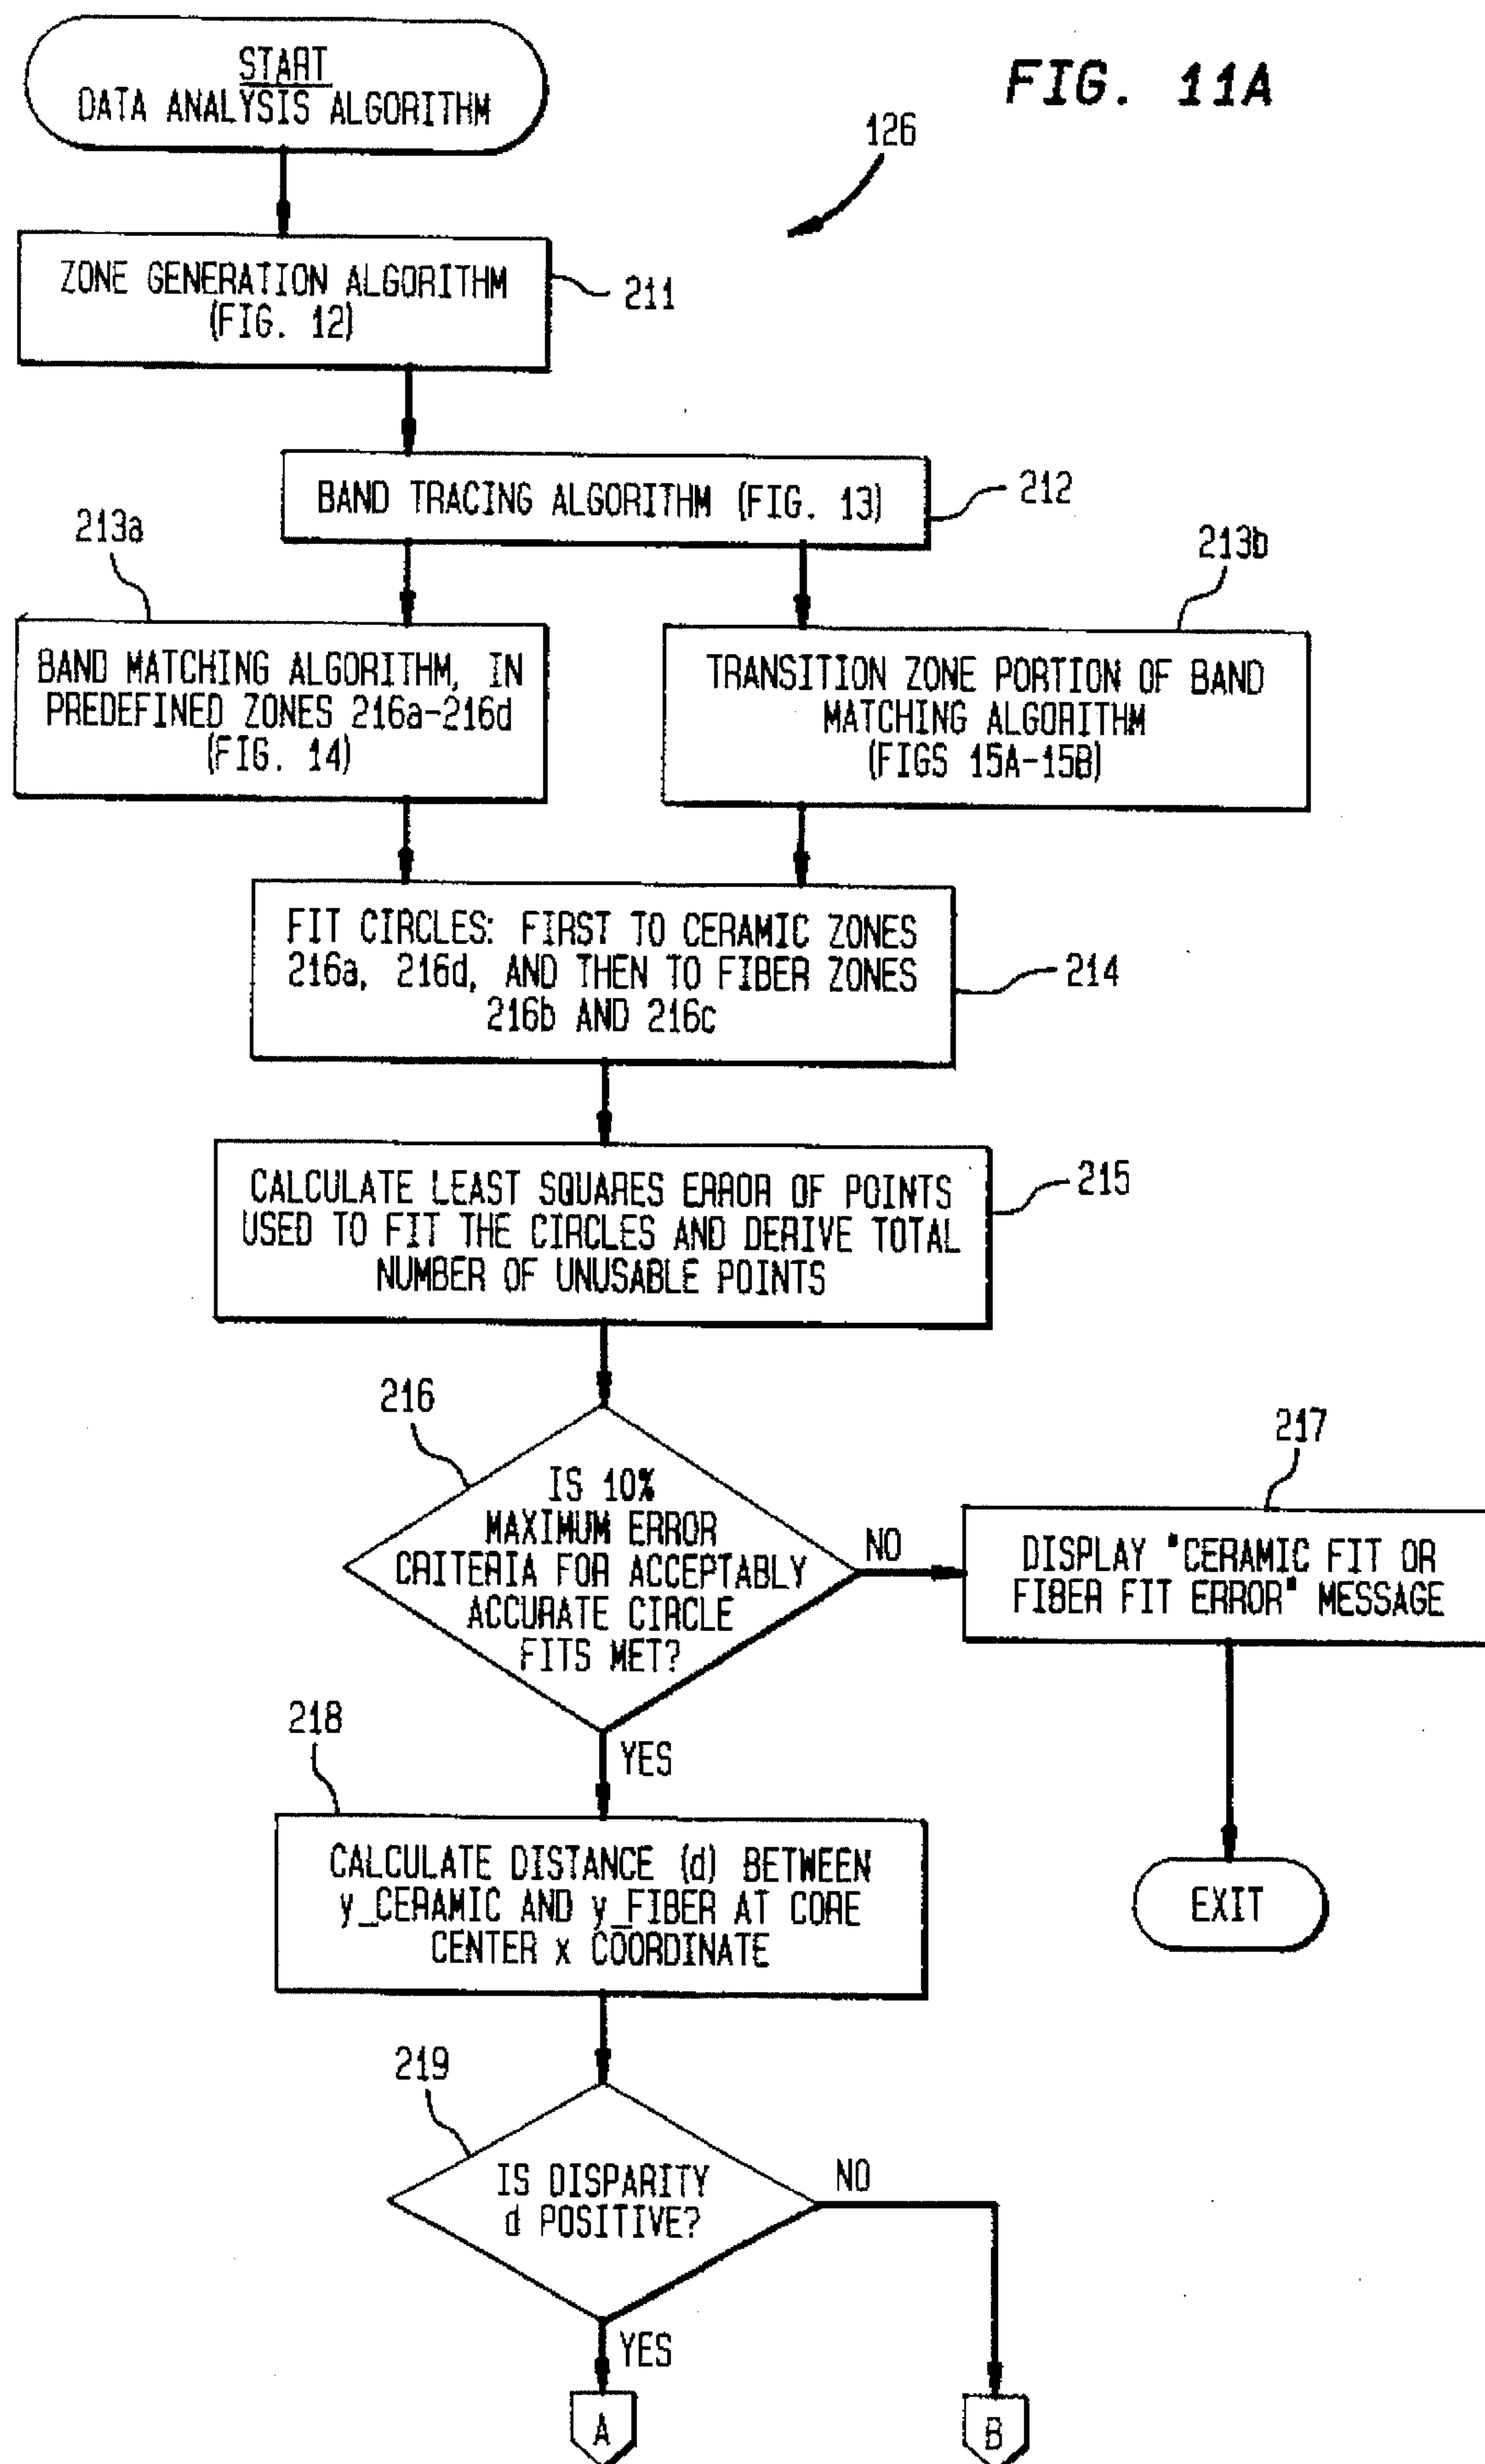 START
DATA ANALYSIS ALGORITHM
FIG. 11A
126
ZONE GENERATION ALGORITHM
(FIG. 12)
211
BAND TRACING ALGORITHM (FIG. 13)
212
213a
BAND MATCHING ALGORITHM, IN
PREDEFINED ZONES 216a-216d
(FIG. 14)
213b
TRANSITION ZONE PORTION OF BAND
MATCHING ALGORITHM
(FIGS 15A-15B)
FIT CIRCLES: FIRST TO CERAMIC ZONES
216a, 216d, AND THEN TO FIBER ZONES
216b AND 216c
214
CALCULATE LEAST SQUARES ERROR OF POINTS
USED TO FIT THE CIRCLES AND DERIVE TOTAL
NUMBER OF UNUSABLE POINTS
215
216
IS 10%
MAXIMUM ERROR
CRITERIA FOR ACCEPTABLY
ACCURATE CIRCLE
FITS MET?
NO
217
DISPLAY "CERAMIC FIT OR
FIBER FIT ERROR" MESSAGE
EXIT
YES
218
CALCULATE DISTANCE (d) BETWEEN
y_CERAMIC AND y_FIBER AT CORE
CENTER x COORDINATE
219
IS DISPARITY
d POSITIVE?
NO
YES
A
B